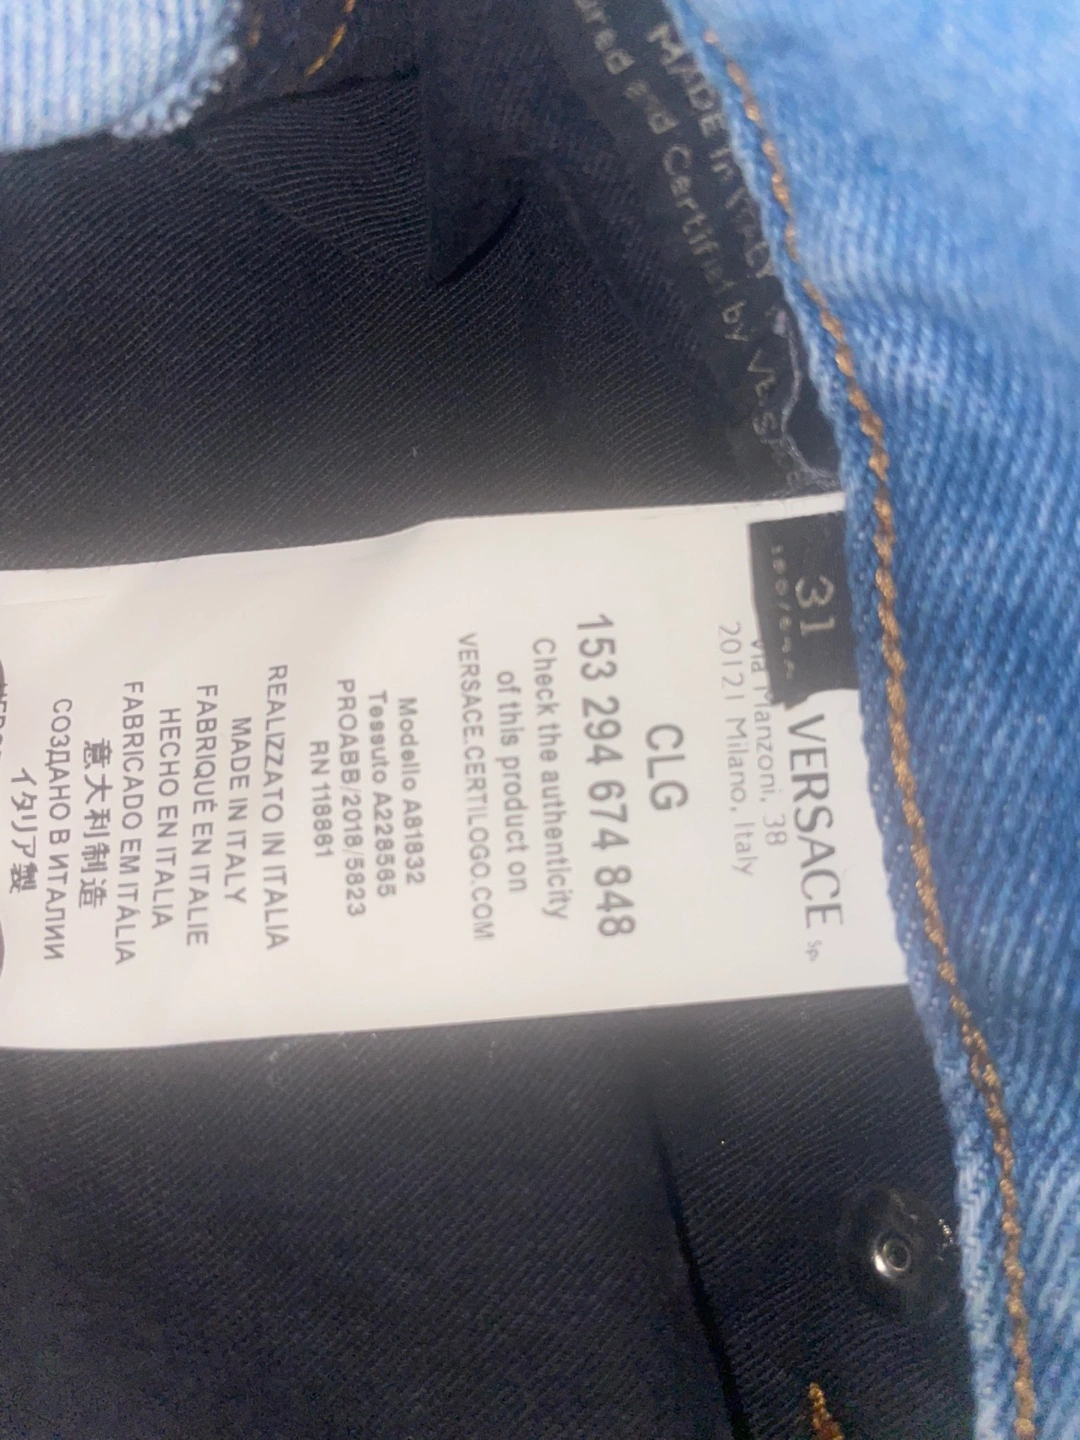 MADE IN ITALY
and Certified by
31
VERSACE
Via Manzoni, 38
20121 Milano, Italy
CLG
153 294 674 848
Check the authenticity
of this product on
VERSACE.CERTILOGO.COM
Modello A81832
Tessuto A228565
PROABB/2018/5823
RN 118861
REALIZZATO IN ITALIA
MADE IN ITALY
FABRIQUÉ EN ITALIE
HECHO EN ITALIA
FABRICADO EM ITÁLIA
意大利制造
СОЗДАНО В ИТАЛИИ
イタリア製